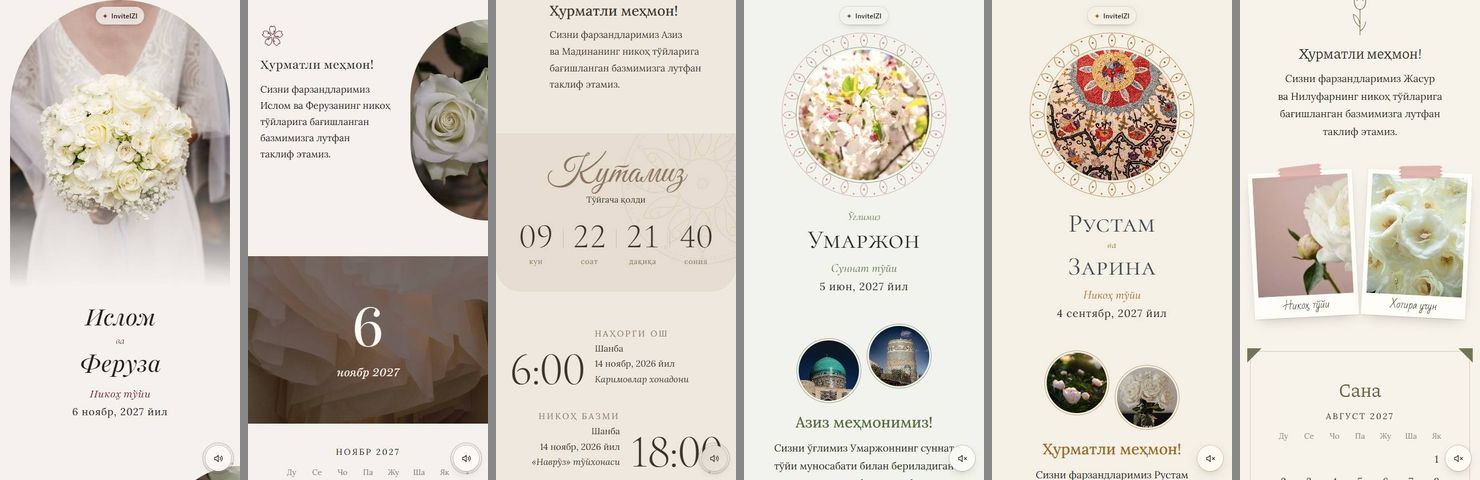 InviteIZI
Ислом
ва
Феруза
Никоҳ тўйи
6 ноябр, 2027 йил
Ҳурматли меҳмон!
Сизни фарзандларимиз
Ислом ваФерузанинг никоҳ
тўйларига бағишланган
базмимизга лутфан
таклиф этамиз.
6
ноябр 2027
НОЯБР 2027
Ду Се Чо Па Жу Ша Як
Ҳурматли меҳмон!
Сизни фарзандларимиз Азиз
ва Мадинанинг никоҳ тўйларига
бағишланган базмимизга лутфан
таклиф этамиз.
Кутамиз
Тўйгача қолди
09 22 21 40
кун соат дақиқа сония
НАҲОРГИ ОШ
Шанба
6:00
14 ноябр, 2026 йил
Каримовлар хонадони
НИКОҲ БАЗМИ
Шанба
14 ноябр, 2026 йил
18:00
«Наврўз» тўйхонаси
InviteIZI
Ўғлимиз
Умаржон
Суннат тўйи
5 июн, 2027 йил
Азиз меҳмонимиз!
Сизни ўғлимиз Умаржоннинг суннат
тўйи муносабати билан бериладиган
InviteIZI
Рустам
ва
Зарина
Никоҳ тўйи
4 сентябр, 2027 йил
Ҳурматли меҳмон!
Сизни фарзандларимиз Рустам
Ҳурматли меҳмон!
Сизни фарзандларимиз Жасур
ва Нилуфарнинг никоҳ тўйларига
бағишланган базмимизга лутфан
таклиф этамиз.
Никоҳ тўйи
Хотира учун
Сана
АВГУСТ 2027
Ду Се Чо Па Жу Ша Як
1